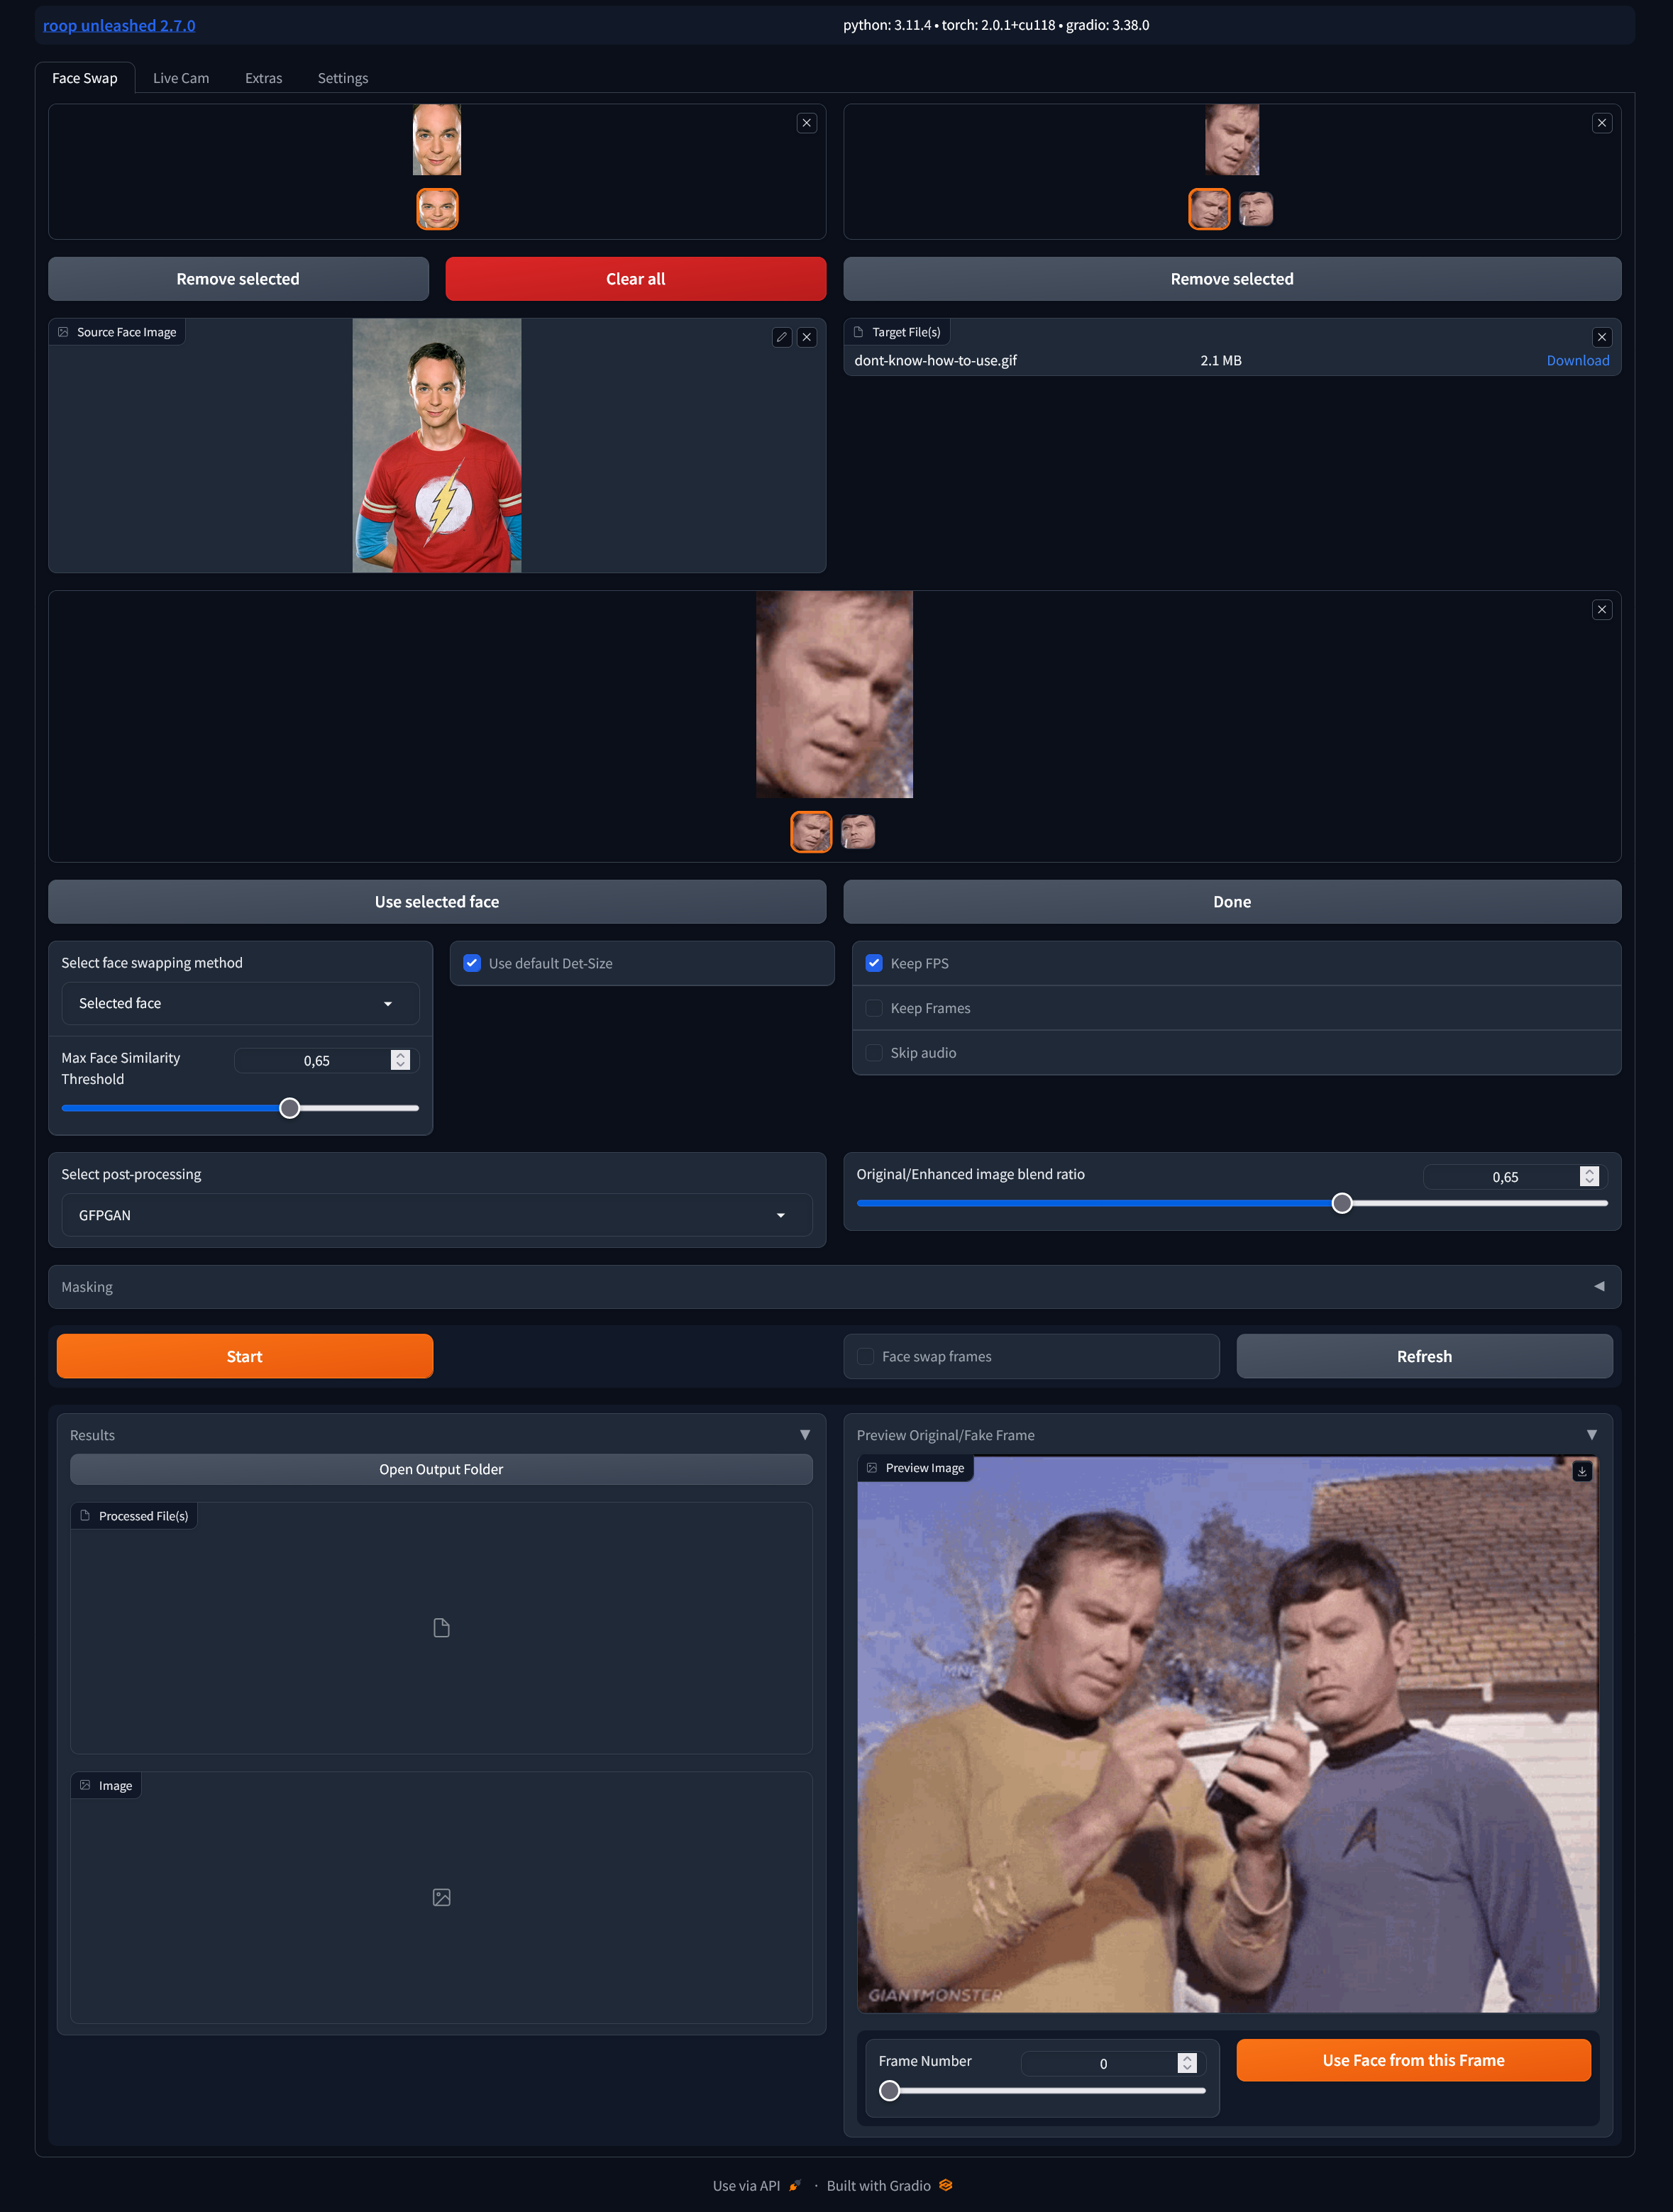 roop unleashed 2.7.0
python: 3.11.4 • torch: 2.0.1+cu118 • gradio: 3.38.0
Face Swap
Live Cam
Extras
Settings
Remove selected
Clear all
Remove selected
Source Face Image
Target File(s)
dont-know-how-to-use.gif
2.1 MB
Download
Use selected face
Done
Select face swapping method
Selected face
Max Face Similarity
Threshold
0,65
Use default Det-Size
Keep FPS
Keep Frames
Skip audio
Select post-processing
GFPGAN
Original/Enhanced image blend ratio
0,65
Masking
Start
Face swap frames
Refresh
Results
Open Output Folder
Processed File(s)
Image
Preview Original/Fake Frame
Preview Image
MNF
GIANTMONSTER
Frame Number
0
Use Face from this Frame
Use via API
·
Built with Gradio